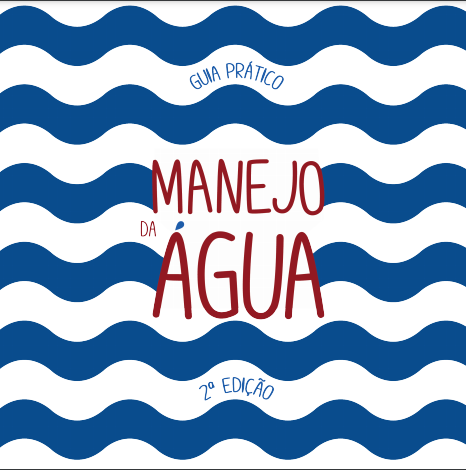 GUIA PRÁTICO
MANEJO
DA
ÁGUA
2ª EDIÇÃO